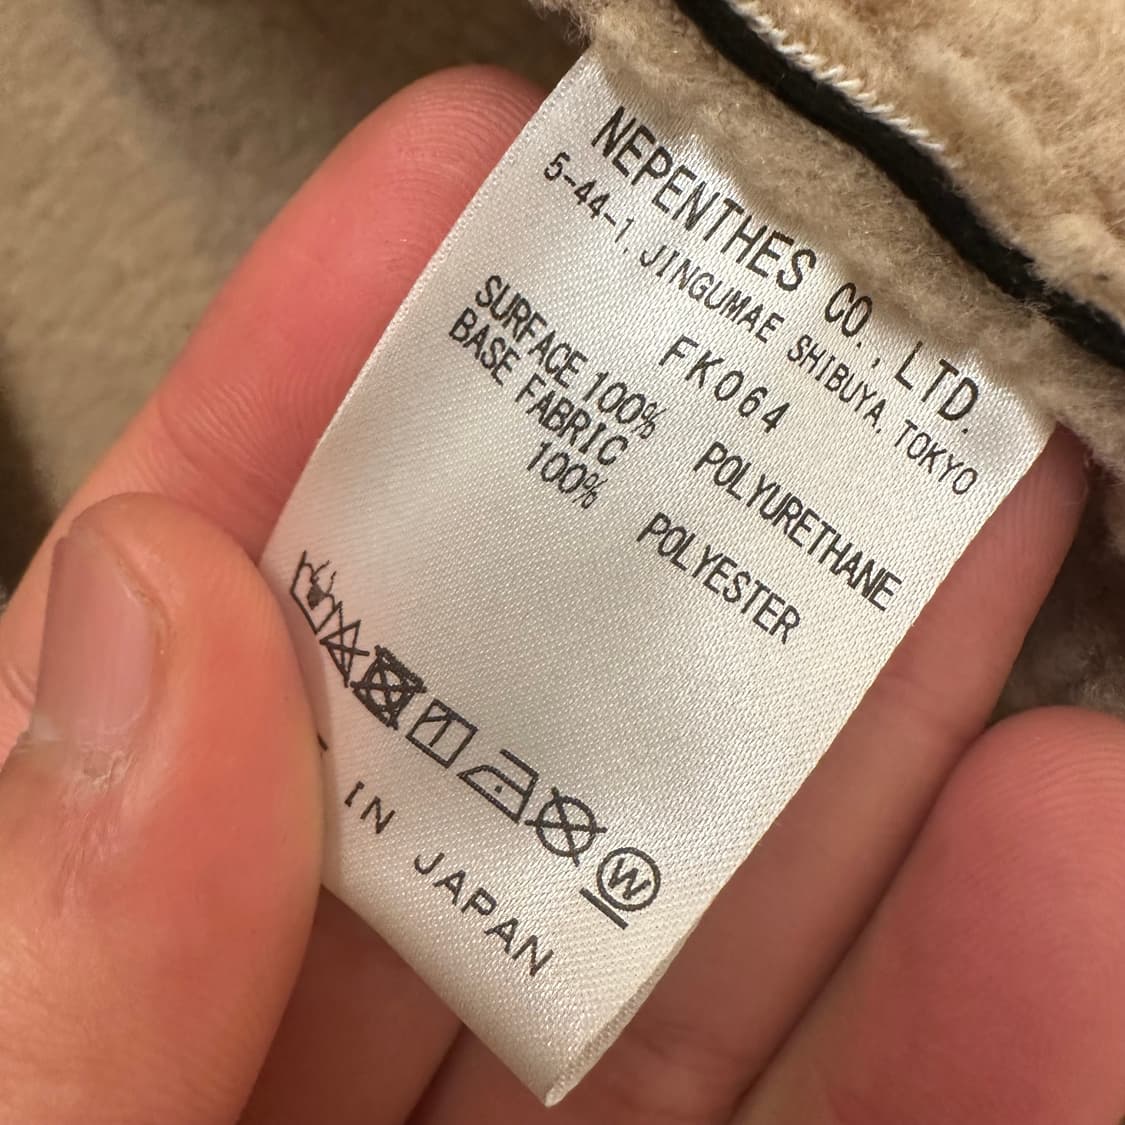 NEPENTHES CO., LTD.
5-44-1, JINGUMAE SHIBUYA, TOKYO
FK064
SURFACE 100% POLYURETHANE
BASE FABRIC
100% POLYESTER
W
IN JAPAN